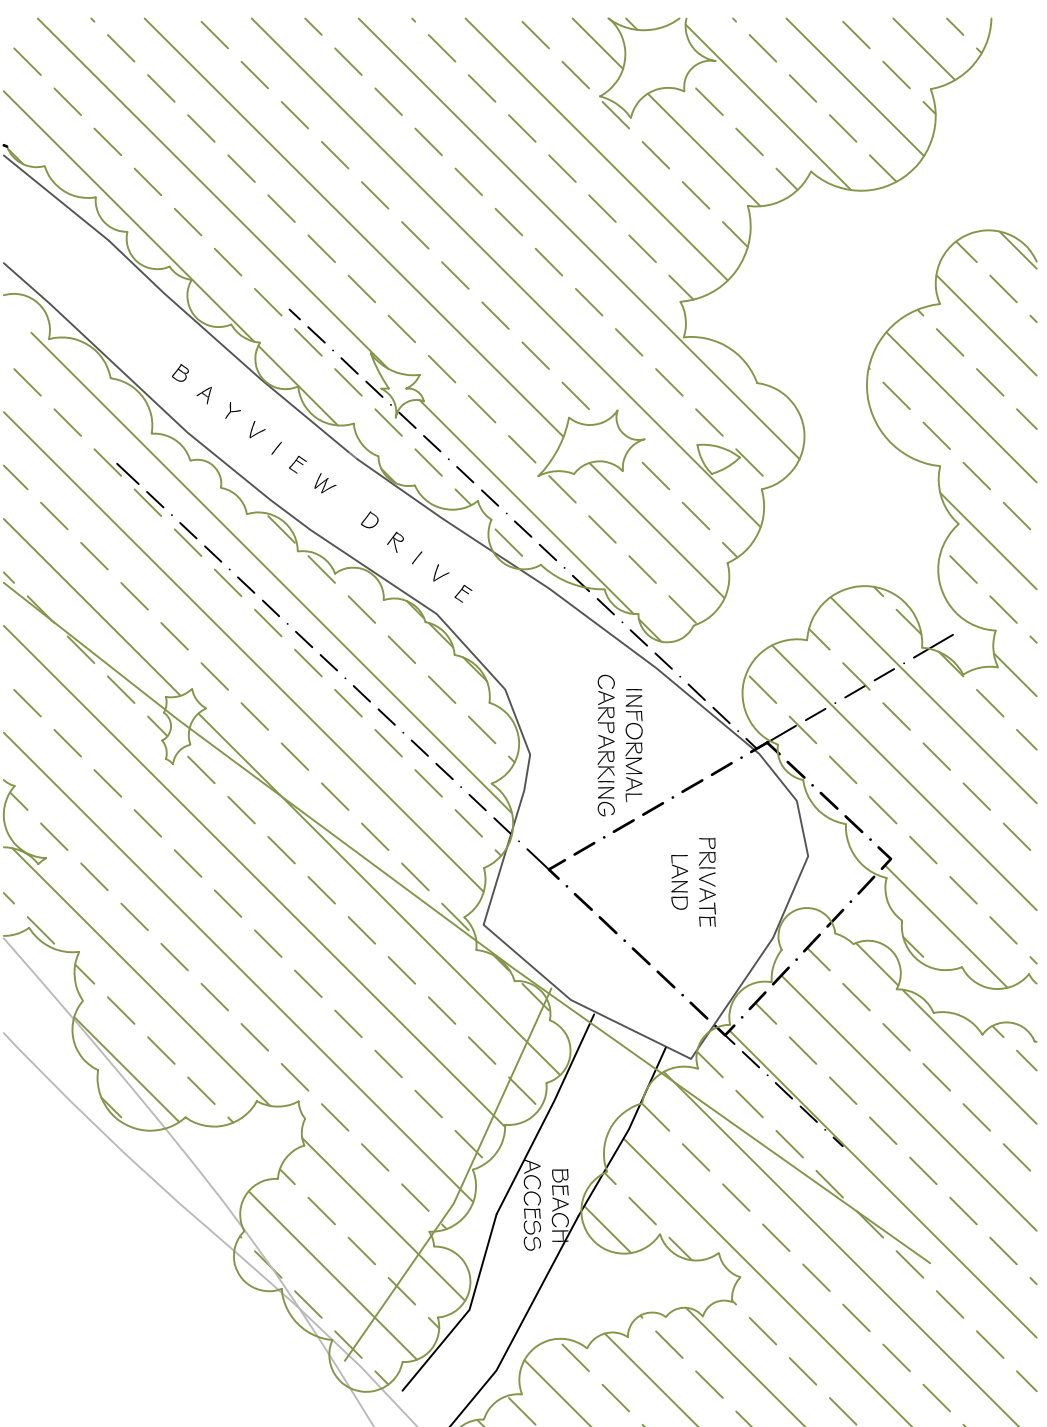 BAYVIEW DRIVE
INFORMAL
CARPARKING
PRIVATE
LAND
BEACH
ACCESS